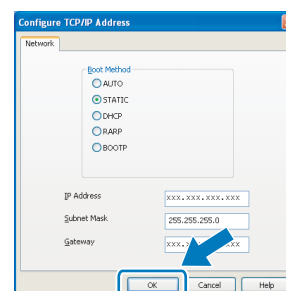 Configure TCP/IP Address
Network
Boot Method
AUTO
STATIC
DHCP
RARP
BOOTP
IP Address xxx.xxx.xxx.xxx
Subnet Mask 255.255.255.0
Gateway
OK Cancel Help